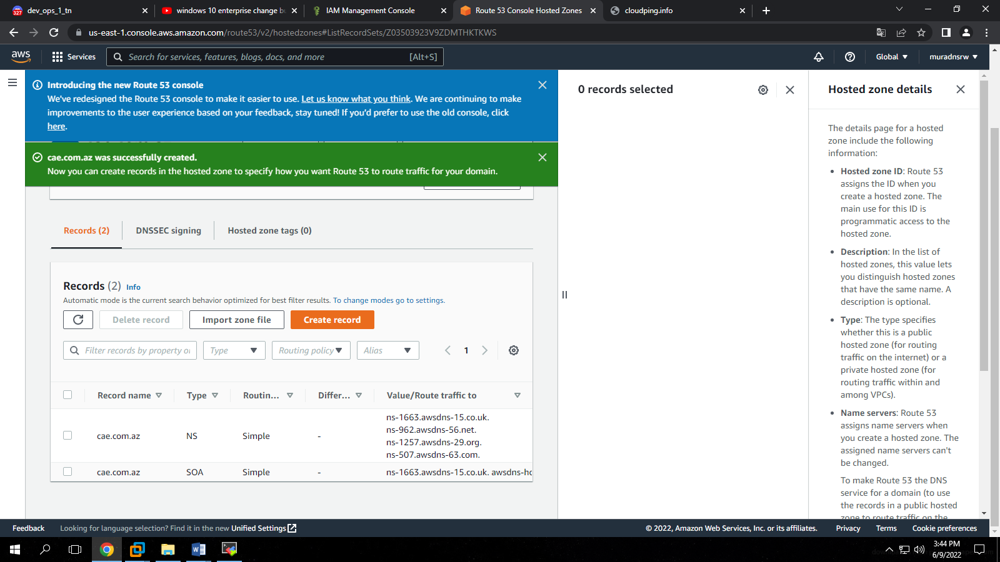 327
dev_ops_1_tn
windows 10 enterprise change b
IAM Management Console
Route 53 Console Hosted Zones
cloudping.info
us-east-1.console.aws.amazon.com/route53/v2/hostedzones#ListRecordSets/Z03503923V9ZDMTHKTKWS
aws
Services
Search for services, features, blogs, docs, and more
[Alt+S]
Global
muradnsrw
Introducing the new Route 53 console
We've redesigned the Route 53 console to make it easier to use. Let us know what you think. We are continuing to make
improvements to the user experience based on your feedback, stay tuned! If you'd prefer to use the old console, click
here.
cae.com.az was successfully created.
Now you can create records in the hosted zone to specify how you want Route 53 to route traffic for your domain.
Records (2)
DNSSEC signing
Hosted zone tags (0)
Records (2) Info
Automatic mode is the current search behavior optimized for best filter results. To change modes go to settings.
Delete record
Import zone file
Create record
Filter records by property o
Type
Routing policy
Alias
1
Record name
Type
Routin...
Differ...
Value/Route traffic to
cae.com.az
NS
Simple
-
ns-1663.awsdns-15.co.uk.
ns-962.awsdns-56.net.
ns-1257.awsdns-29.org.
ns-507.awsdns-63.com.
cae.com.az
SOA
Simple
-
ns-1663.awsdns-15.co.uk. awsdns-ho
0 records selected
Hosted zone details
The details page for a hosted
zone include the following
information:
• Hosted zone ID: Route 53
assigns the ID when you
create a hosted zone. The
main use for this ID is
programmatic access to the
hosted zone.
• Description: In the list of
hosted zones, this value lets
you distinguish hosted zones
that have the same name. A
description is optional.
• Type: The type specifies
whether this is a public
hosted zone (for routing
traffic on the internet) or a
private hosted zone (for
routing traffic within and
among VPCs).
• Name servers: Route 53
assigns name servers when
you create a hosted zone. The
assigned name servers can't
be changed.
To make Route 53 the DNS
service for a domain (to use
the records in a public hosted
zone to route traffic on the
Feedback
Looking for language selection? Find it in the new Unified Settings
© 2022, Amazon Web Services, Inc. or its affiliates.
Privacy
Terms
Cookie preferences
3:44 PM
6/9/2022